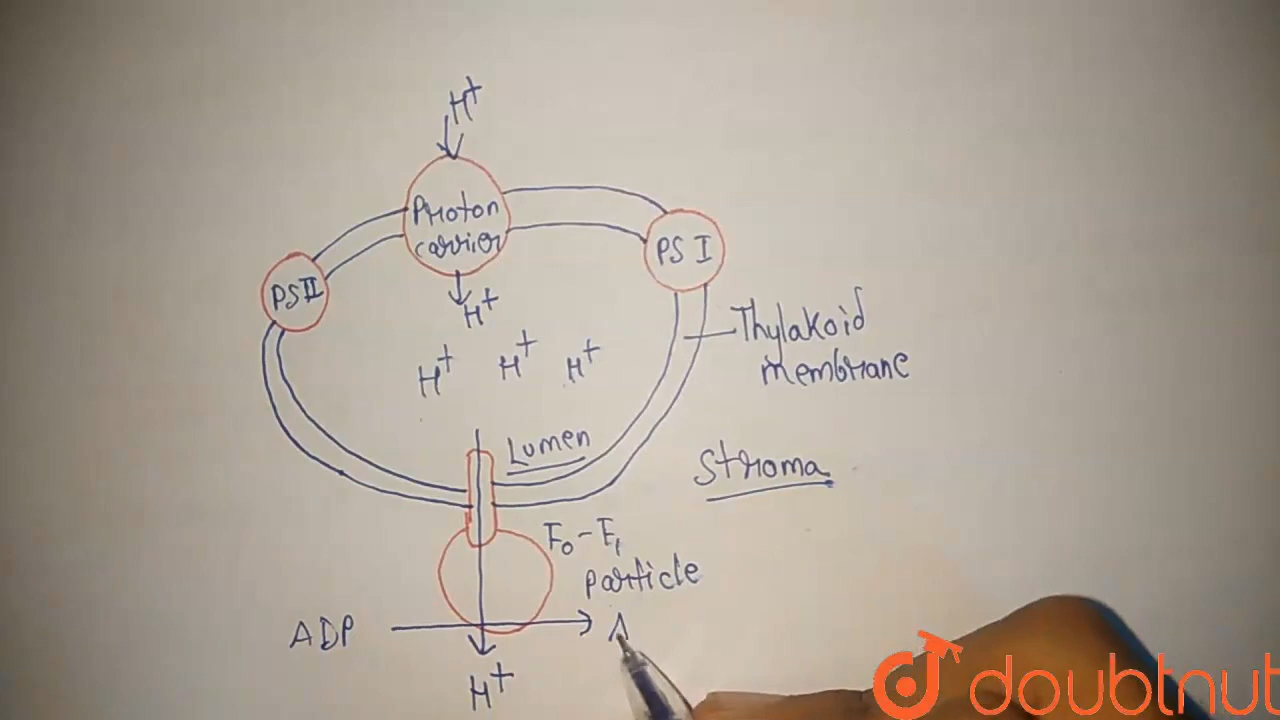 H+
Proton
carrier
PS I
PS II
H+
H+ H+ H+
Thylakoid
membrane
Lumen
Stroma
F0-F1
particle
ADP
A
H+
doubtnut